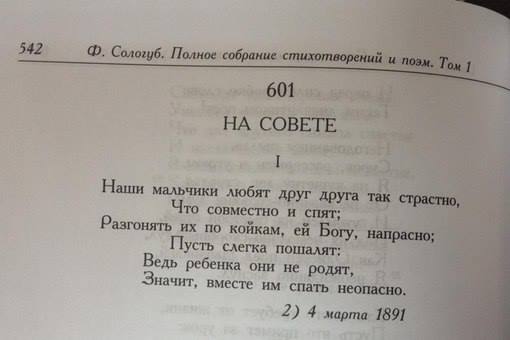 542
Ф. Сологуб. Полное собрание стихотворений и поэм. Том 1
601
НА СОВЕТЕ
I
Наши мальчики любят друг друга так страстно,
Что совместно и спят;
Разгонять их по койкам, ей Богу, напрасно;
Пусть слегка пошалят:
Ведь ребенка они не родят,
Значит, вместе им спать неопасно.
2) 4 марта 1891